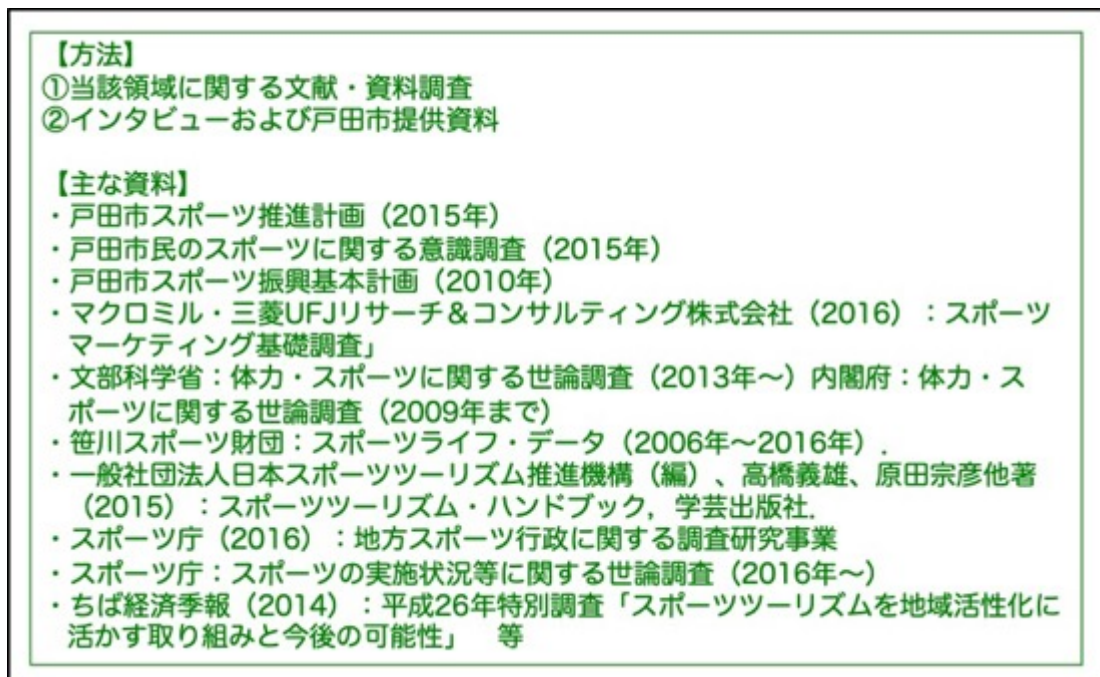 【方法】
①当該領域に関する文献・資料調査
②インタビューおよび戸田市提供資料
【主な資料】
・戸田市スポーツ推進計画（2015年）
・戸田市民のスポーツに関する意識調査（2015年）
・戸田市スポーツ振興基本計画（2010年）
・マクロミル・三菱UFJリサーチ＆コンサルティング株式会社（2016）：スポーツ
マーケティング基礎調査」
・文部科学省：体力・スポーツに関する世論調査（2013年～）内閣府：体力・ス
ポーツに関する世論調査（2009年まで）
・笹川スポーツ財団：スポーツライフ・データ（2006年～2016年）.
・一般社団法人日本スポーツツーリズム推進機構（編）、高橋義雄、原田宗彦他著
（2015）：スポーツツーリズム・ハンドブック，学芸出版社.
・スポーツ庁（2016）：地方スポーツ行政に関する調査研究事業
・スポーツ庁：スポーツの実施状況等に関する世論調査（2016年～）
・ちば経済季報（2014）：平成26年特別調査「スポーツツーリズムを地域活性化に
活かす取り組みと今後の可能性」　等